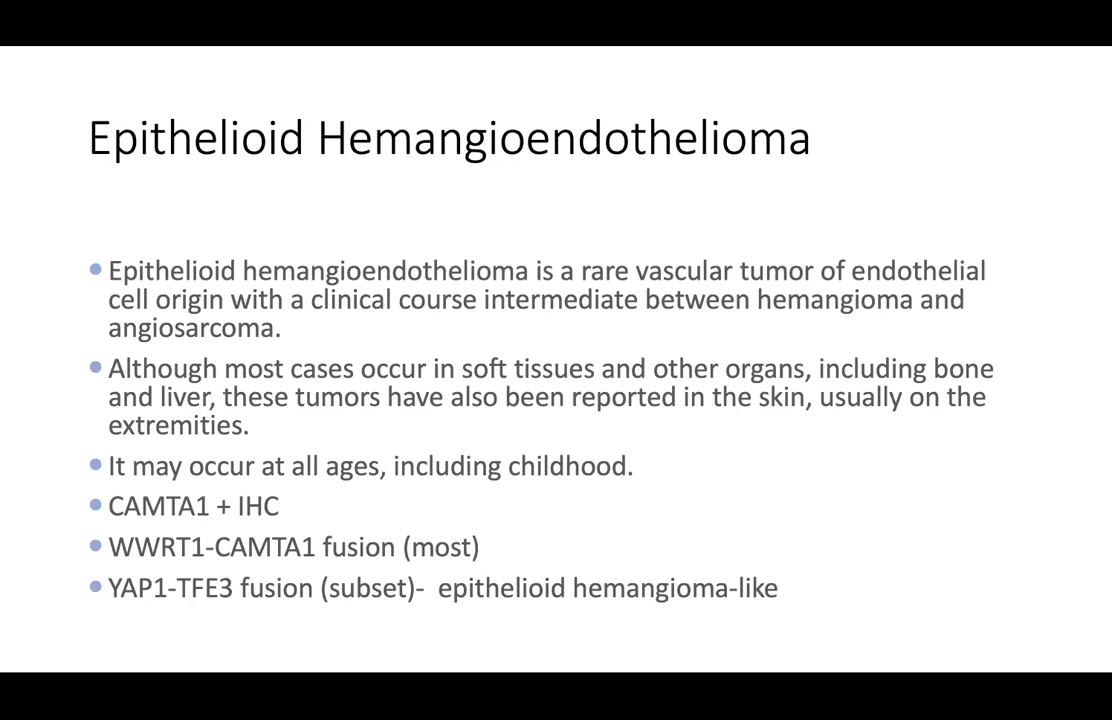 Epithelioid Hemangioendothelioma
• Epithelioid hemangioendothelioma is a rare vascular tumor of endothelial
cell origin with a clinical course intermediate between hemangioma and
angiosarcoma.
• Although most cases occur in soft tissues and other organs, including bone
and liver, these tumors have also been reported in the skin, usually on the
extremities.
• It may occur at all ages, including childhood.
• CAMTA1 + IHC
• WWRT1-CAMTA1 fusion (most)
• YAP1-TFE3 fusion (subset)-  epithelioid hemangioma-like